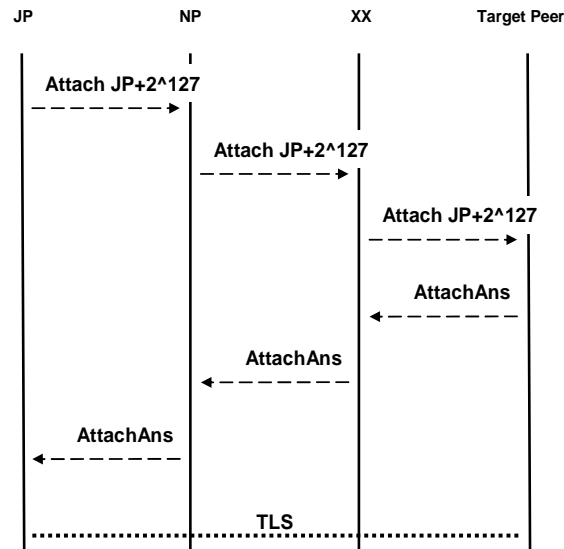 JP NP XX Target Peer
Attach JP+2^127
Attach JP+2^127
Attach JP+2^127
AttachAns
AttachAns
AttachAns
TLS